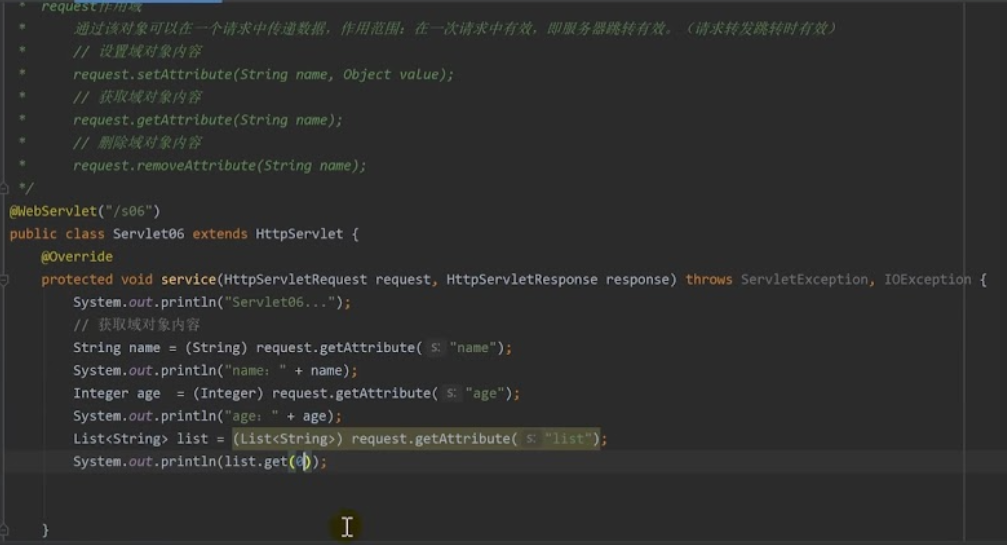 * request作用域
* 通过该对象可以在一个请求中传递数据，作用范围：在一次请求中有效，即服务器跳转有效。（请求转发跳转时有效）
* // 设置域对象内容
* request.setAttribute(String name, Object value);
* // 获取域对象内容
* request.getAttribute(String name);
* // 删除域对象内容
* request.removeAttribute(String name);
*/
@WebServlet("/s06")
public class Servlet06 extends HttpServlet {
@Override
protected void service(HttpServletRequest request, HttpServletResponse response) throws ServletException, IOException {
System.out.println("Servlet06...");
// 获取域对象内容
String name = (String) request.getAttribute( s: "name");
System.out.println("name: " + name);
Integer age = (Integer) request.getAttribute( s: "age");
System.out.println("age: " + age);
List<String> list = (List<String>) request.getAttribute( s: "list");
System.out.println(list.get(0));
}